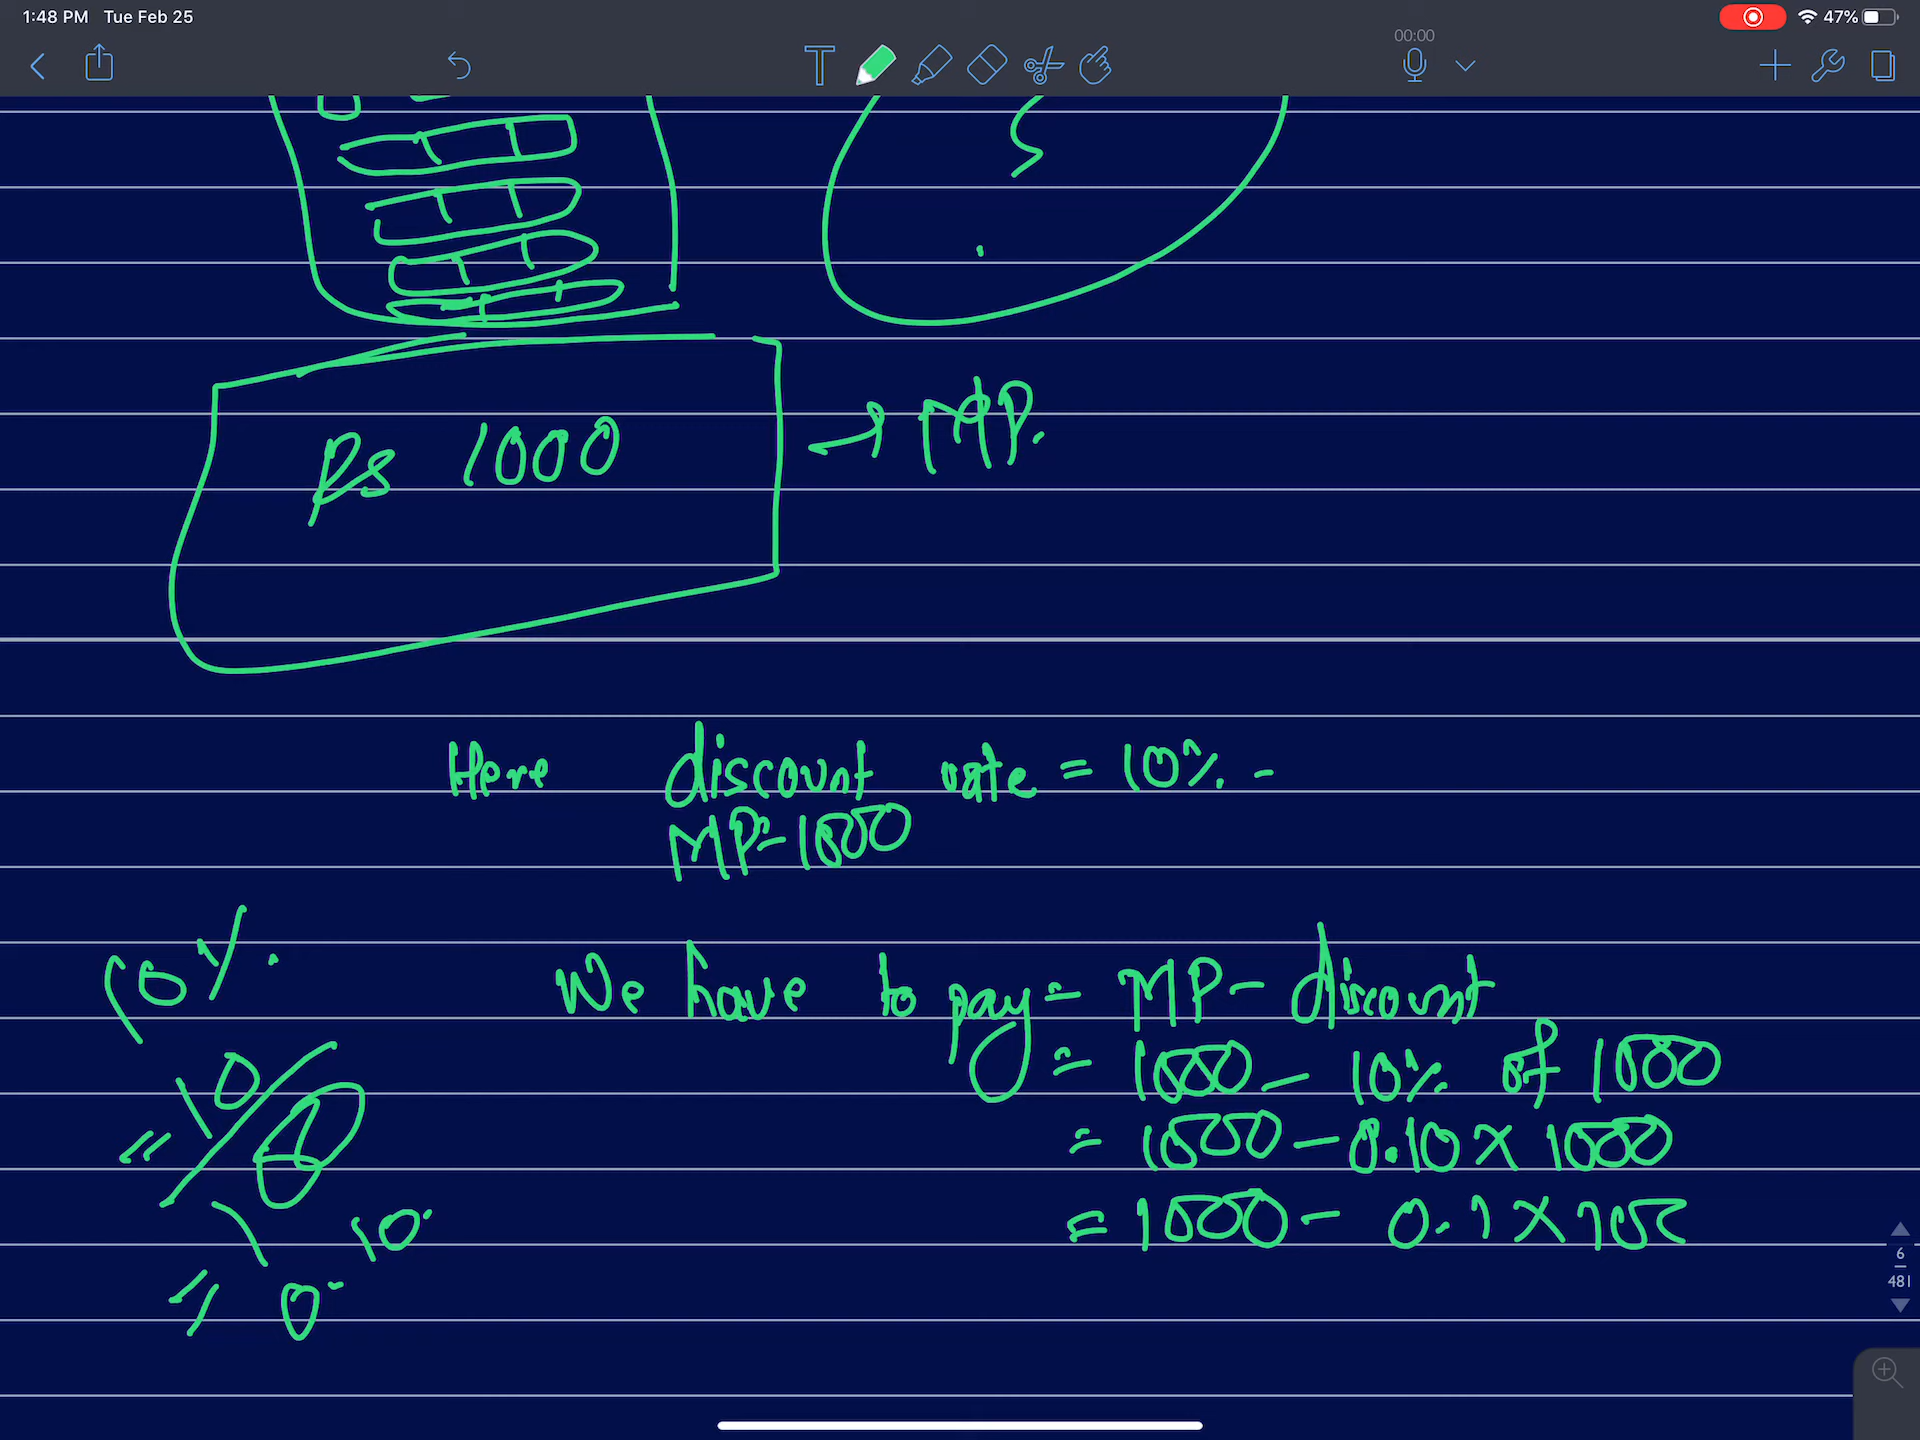 1:48 PM Tue Feb 25
47%
00:00
Rs 1000
→ MP.
Here discount rate = 10% -
MP = 1000
10%.
We have to pay = MP - discount
= 10/100
= 1000 - 10% of 1000
= 1000 - 0.10 × 1000
= 1000 - 0.1 × 100
= 0.10
6
481